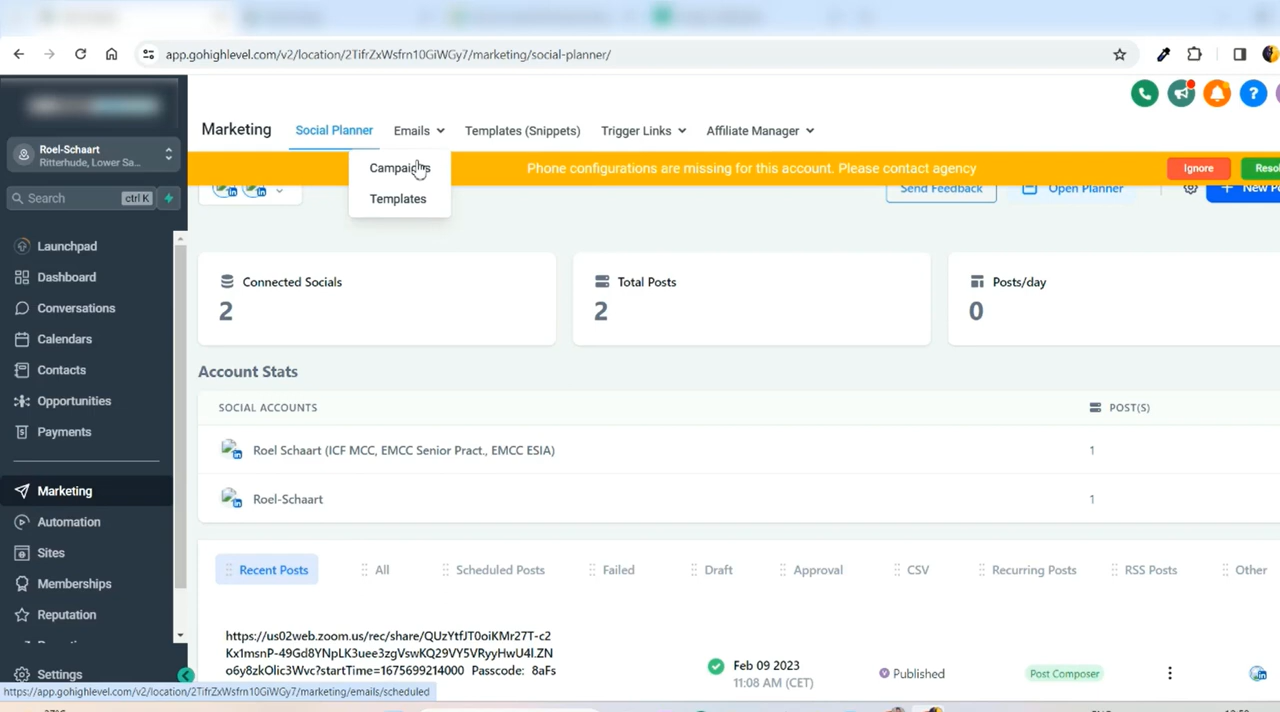 app.gohighlevel.com/v2/location/2TifrZxWsfrn10GiWGy7/marketing/social-planner/
Marketing
Social Planner
Emails
Templates (Snippets)
Trigger Links
Affiliate Manager
Roel-Schaart
Ritterhude, Lower Sa...
Phone configurations are missing for this account. Please contact agency
Ignore
Campaigns
Templates
Search
ctrl K
Send Feedback
Open Planner
Launchpad
Dashboard
Conversations
Calendars
Contacts
Opportunities
Payments
Marketing
Automation
Sites
Memberships
Reputation
Settings
Connected Socials
2
Total Posts
2
Posts/day
0
Account Stats
SOCIAL ACCOUNTS
POST(S)
Roel Schaart (ICF MCC, EMCC Senior Pract., EMCC ESIA)
1
Roel-Schaart
1
Recent Posts
All
Scheduled Posts
Failed
Draft
Approval
CSV
Recurring Posts
RSS Posts
Other
https://us02web.zoom.us/rec/share/QUzYtfJT0oiKMr27T-c2
Kx1msnP-49Gd8YNpLK3uee3zgVswKQ29VY5VRyyHwU4l.ZN
o6y8zkOlic3Wvc?startTime=1675699214000 Passcode: 8aFs
Feb 09 2023
11:08 AM (CET)
Published
Post Composer
https://app.gohighlevel.com/v2/location/2TifrZxWsfrn10GiWGy7/marketing/emails/scheduled